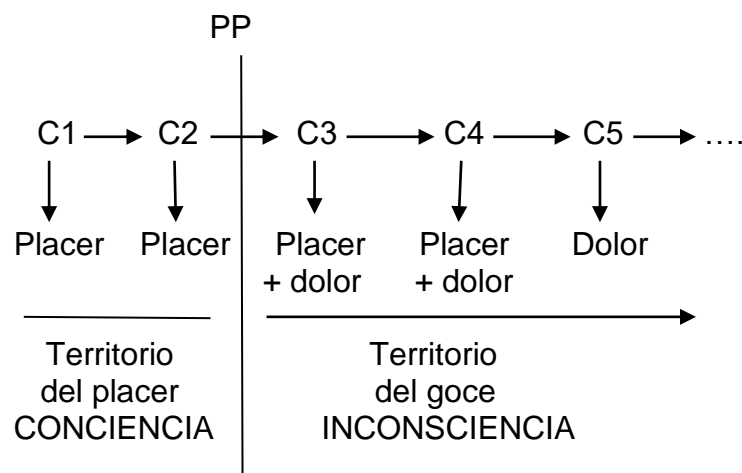 PP
C1 C2 C3 C4 C5 ....
Placer Placer Placer Placer Dolor
+ dolor + dolor
Territorio Territorio
del placer del goce
CONCIENCIA INCONSCIENCIA